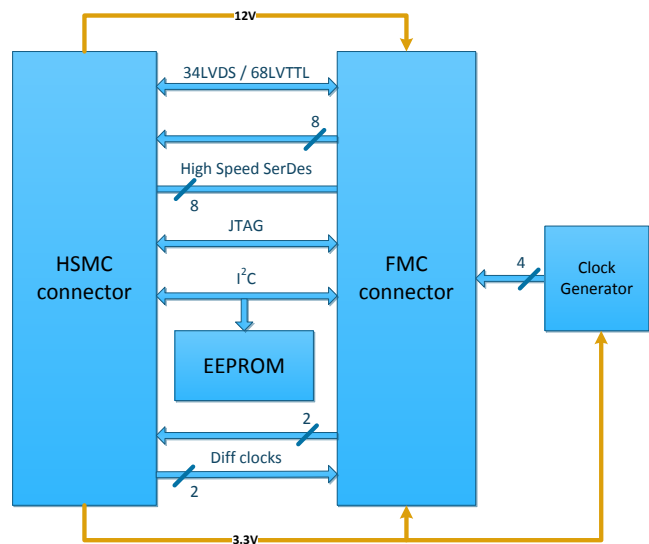 12V
34LVDS / 68LVTTL
8
High Speed SerDes
8
JTAG
HSMC
connector
FMC
connector
I²C
4
Clock
Generator
EEPROM
2
Diff clocks
2
3.3V